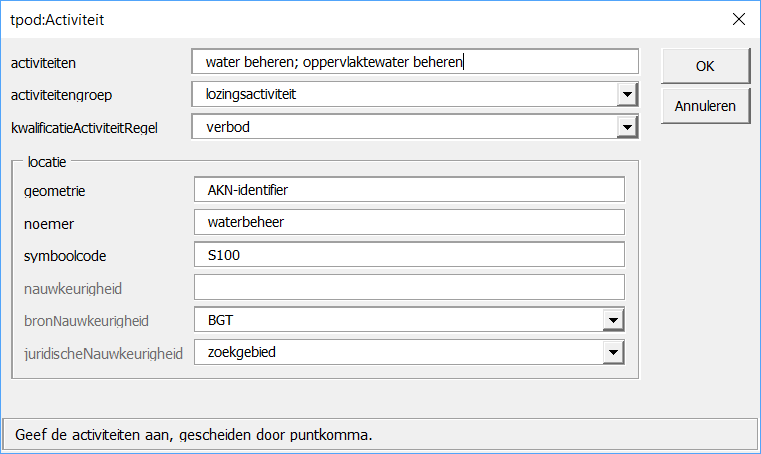 tpod:Activiteit
activiteiten water beheren; oppervlaktewater beheren OK
activiteitengroep lozingsactiviteit Annuleren
kwalificatieActiviteitRegel verbod
locatie
geometrie AKN-identifier
noemer waterbeheer
symboolcode S100
nauwkeurigheid
bronNauwkeurigheid BGT
juridischeNauwkeurigheid zoekgebied
Geef de activiteiten aan, gescheiden door puntkomma.